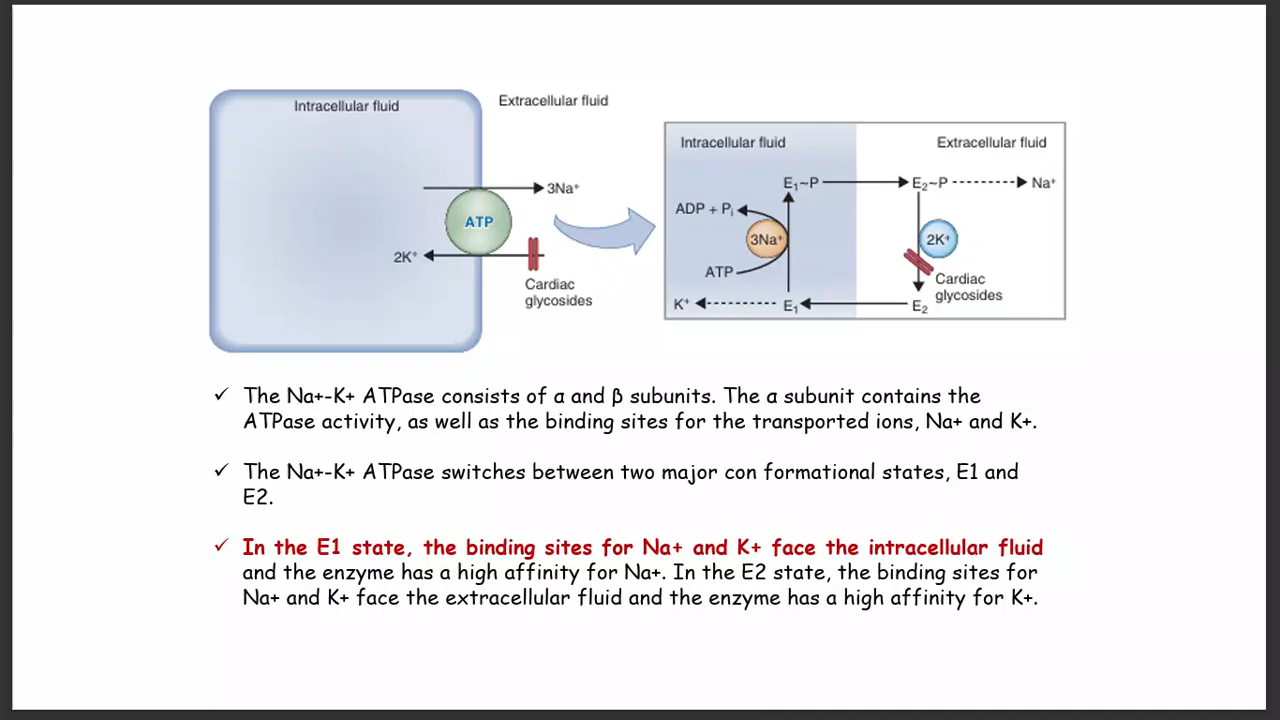 Intracellular fluid
Extracellular fluid
3Na⁺
ATP
2K⁺
Cardiac
glycosides
Intracellular fluid
Extracellular fluid
E₁~P
E₂~P
Na⁺
ADP + Pᵢ
3Na⁺
2K⁺
ATP
Cardiac
glycosides
K⁺
E₁
E₂
✓ The Na+-K+ ATPase consists of α and β subunits. The α subunit contains the
ATPase activity, as well as the binding sites for the transported ions, Na+ and K+.
✓ The Na+-K+ ATPase switches between two major con formational states, E1 and
E2.
✓ In the E1 state, the binding sites for Na+ and K+ face the intracellular fluid
and the enzyme has a high affinity for Na+. In the E2 state, the binding sites for
Na+ and K+ face the extracellular fluid and the enzyme has a high affinity for K+.